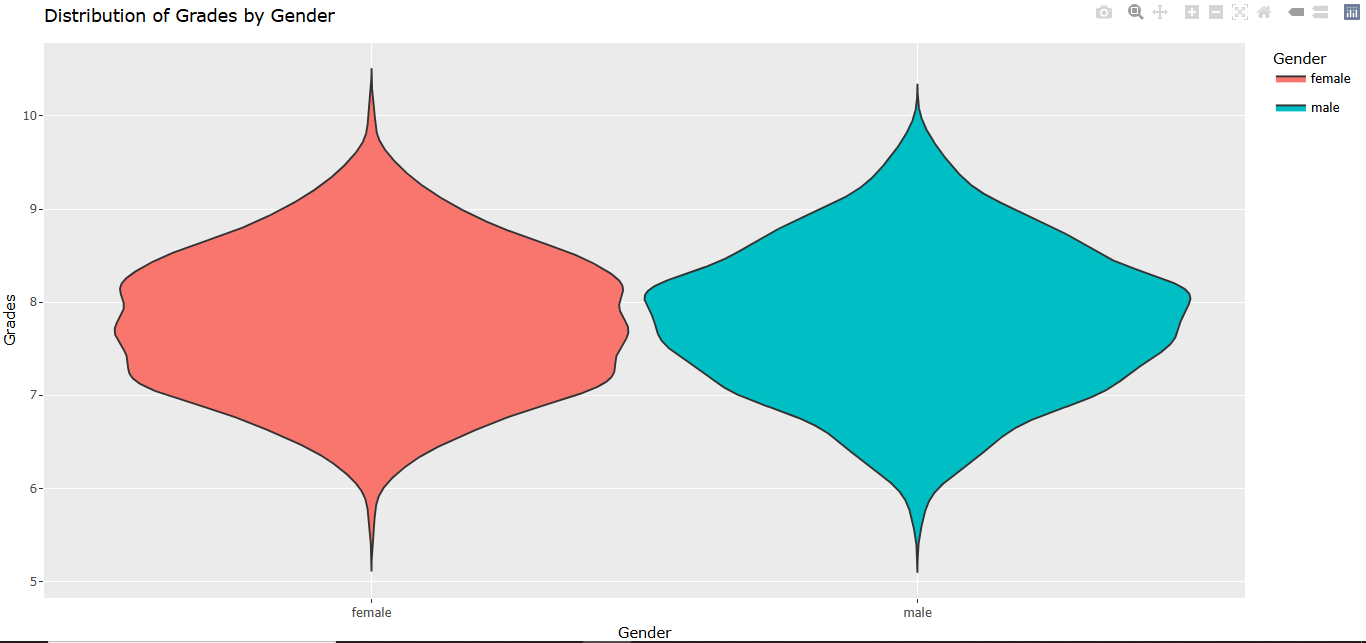 Distribution of Grades by Gender
Gender
female
male
10
9
8
7
6
5
Grades
female
male
Gender